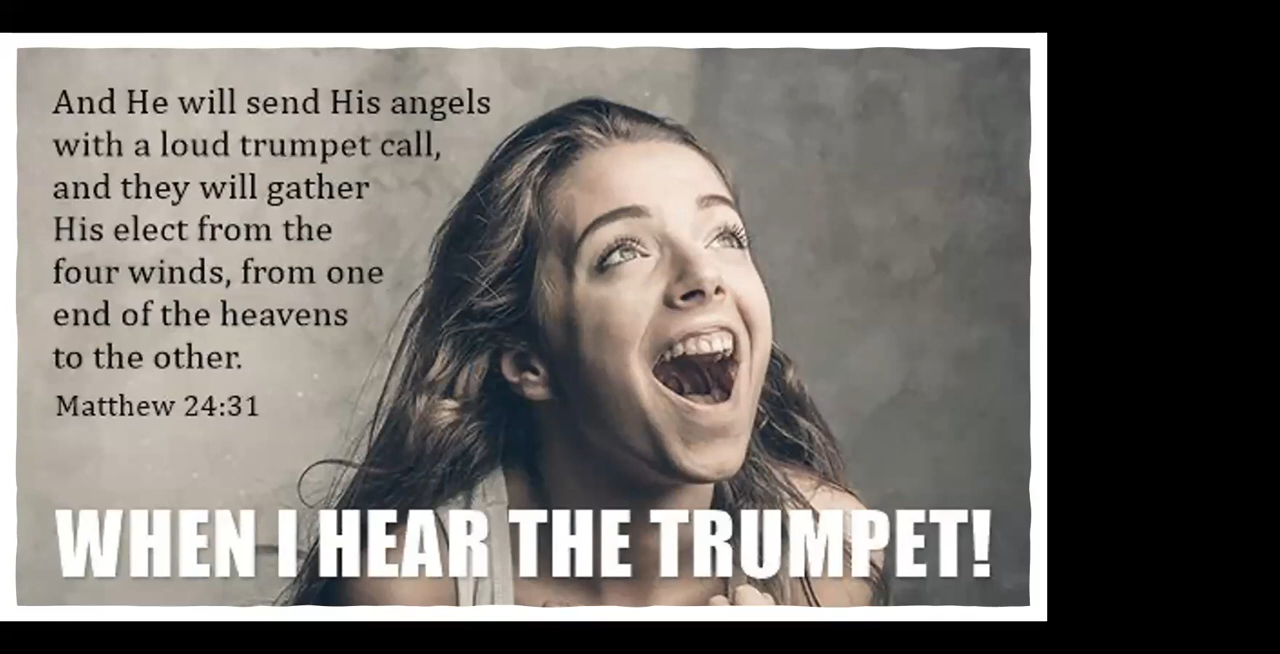 And He will send His angels
with a loud trumpet call,
and they will gather
His elect from the
four winds, from one
end of the heavens
to the other.
Matthew 24:31
WHEN I HEAR THE TRUMPET!